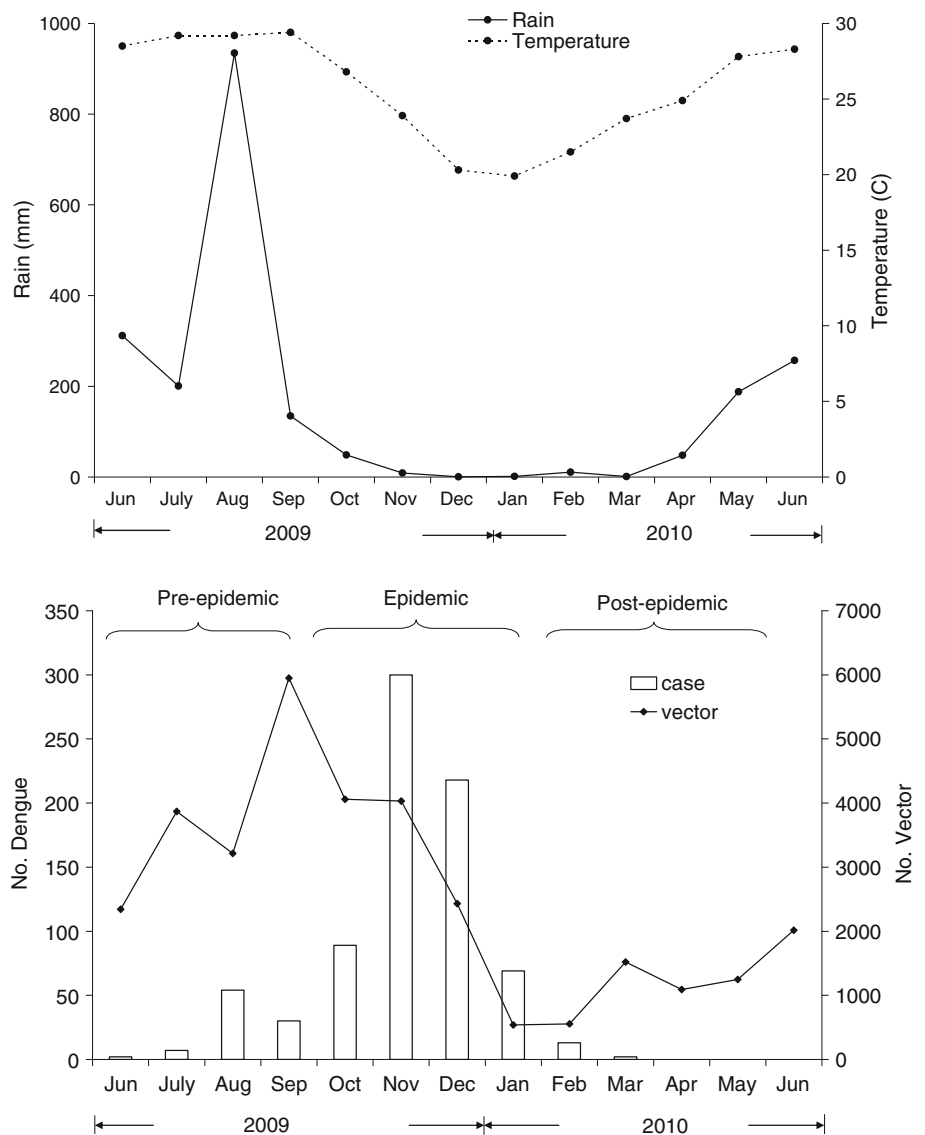 Rain
Temperature
1000
800
600
400
200
0
Rain (mm)
30
25
20
15
10
5
0
Temperature (C)
Jun July Aug Sep Oct Nov Dec Jan Feb Mar Apr May Jun
2009 2010
Pre-epidemic Epidemic Post-epidemic
case
vector
350
300
250
200
150
100
50
0
No. Dengue
7000
6000
5000
4000
3000
2000
1000
0
No. Vector
Jun July Aug Sep Oct Nov Dec Jan Feb Mar Apr May Jun
2009 2010